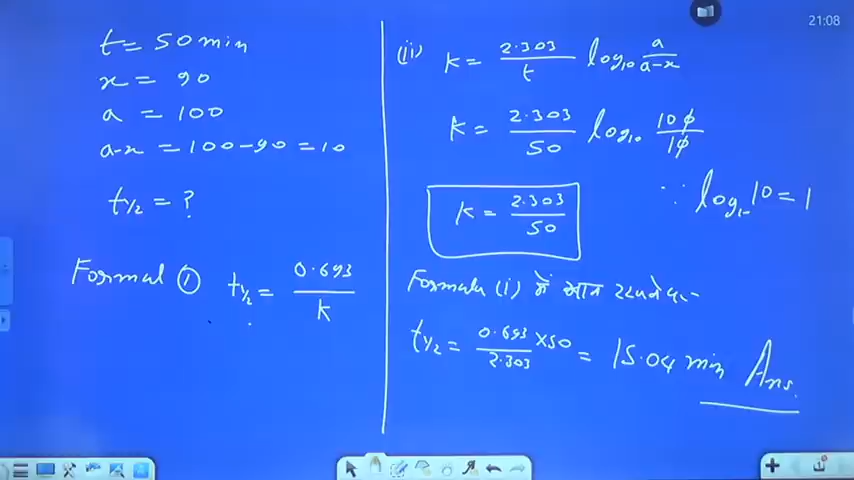 21:08
t = 50 min
x = 90
a = 100
a-x = 100-90 = 10
t1/2 = ?
Formal ① t1/2 = 0.693/K
(ii) K = 2.303/t log10 a/a-x
K = 2.303/50 log10 100/10
∵ log10 10 = 1
K = 2.303/50
Formula (i) में मान रखने पर-
t1/2 = 0.693/2.303 ×50 = 15.04 min Ans.